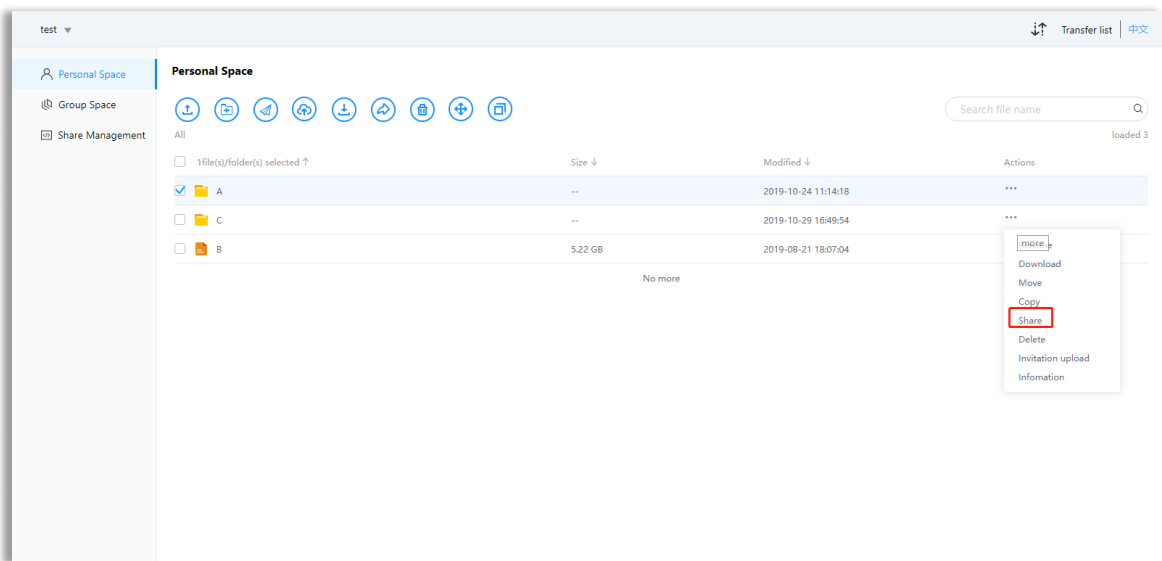 test
Transfer list
中文
Personal Space
Group Space
Share Management
Personal Space
Search file name
All
loaded 3
1file(s)/folder(s) selected ↑ Size ↓ Modified ↓ Actions
A -- 2019-10-24 11:14:18 ...
C -- 2019-10-29 16:49:54 ...
B 5.22 GB 2019-08-21 18:07:04
No more
more
Download
Move
Copy
Share
Delete
Invitation upload
Infomation